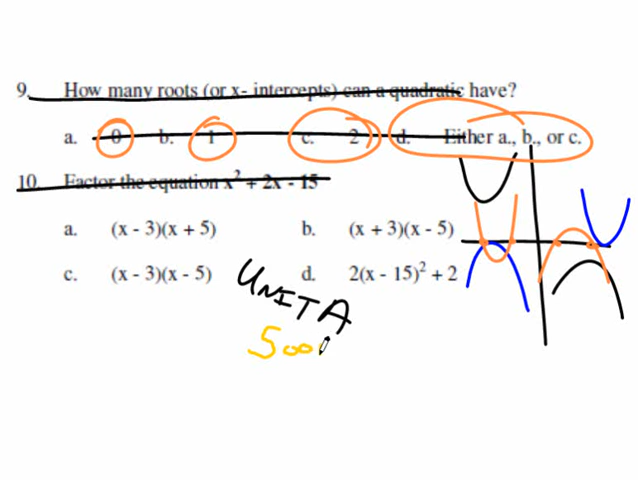 9. How many roots (or x- intercepts) can a quadratic have?
a. 0 b. 1 c. 2 d. Either a., b., or c.
10. Factor the equation x² + 2x - 15
a. (x - 3)(x + 5) b. (x + 3)(x - 5)
c. (x - 3)(x - 5) d. 2(x - 15)² + 2
UNIT A
Soon